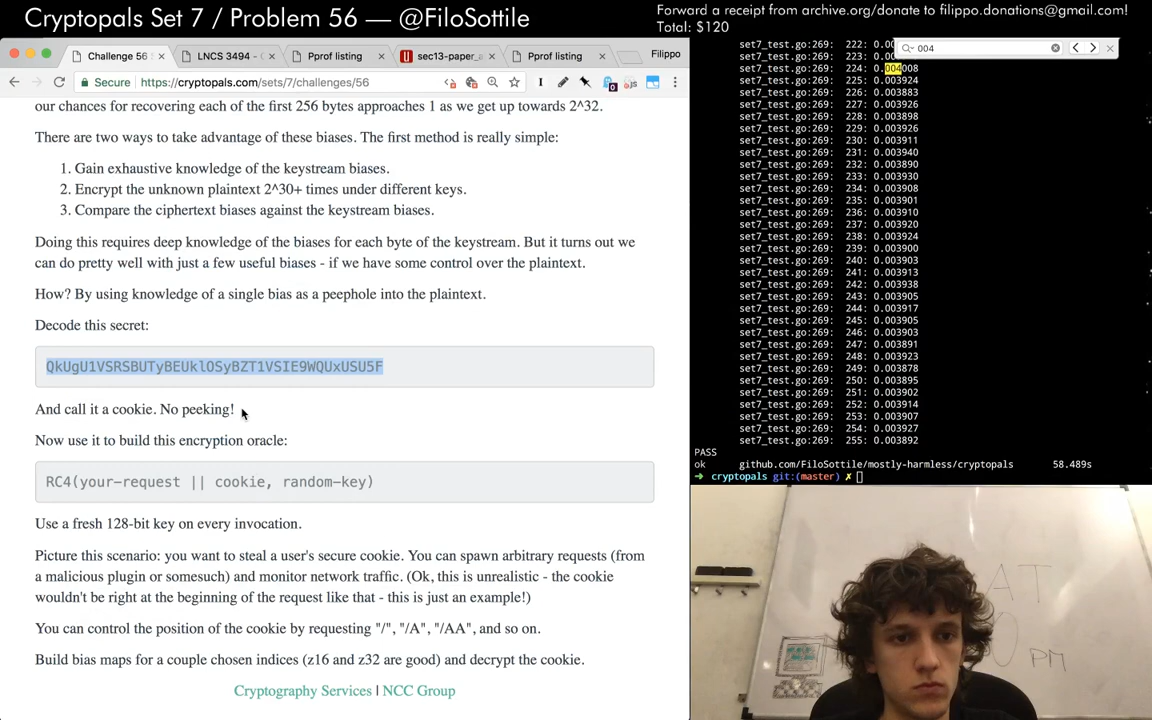 Cryptopals Set 7 / Problem 56 — @FiloSottile
Forward a receipt from archive.org/donate to filippo.donations@gmail.com!
Total: $120
Challenge 56
LNCS 3494 -
Pprof listing
sec13-paper_
Pprof listing
Filippo
Secure
https://cryptopals.com/sets/7/challenges/56
our chances for recovering each of the first 256 bytes approaches 1 as we get up towards 2^32.
There are two ways to take advantage of these biases. The first method is really simple:
1. Gain exhaustive knowledge of the keystream biases.
2. Encrypt the unknown plaintext 2^30+ times under different keys.
3. Compare the ciphertext biases against the keystream biases.
Doing this requires deep knowledge of the biases for each byte of the keystream. But it turns out we
can do pretty well with just a few useful biases - if we have some control over the plaintext.
How? By using knowledge of a single bias as a peephole into the plaintext.
Decode this secret:
QkUgU1VSRSBUTyBEUklOSyBZT1VSIE9WQUxUSU5F
And call it a cookie. No peeking!
Now use it to build this encryption oracle:
RC4(your-request || cookie, random-key)
Use a fresh 128-bit key on every invocation.
Picture this scenario: you want to steal a user's secure cookie. You can spawn arbitrary requests (from
a malicious plugin or somesuch) and monitor network traffic. (Ok, this is unrealistic - the cookie
wouldn't be right at the beginning of the request like that - this is just an example!)
You can control the position of the cookie by requesting "/", "/A", "/AA", and so on.
Build bias maps for a couple chosen indices (z16 and z32 are good) and decrypt the cookie.
Cryptography Services | NCC Group
004
set7_test.go:269: 222: 0.00
set7_test.go:269: 223: 0.00
set7_test.go:269: 224: 0.004008
set7_test.go:269: 225: 0.003924
set7_test.go:269: 226: 0.003883
set7_test.go:269: 227: 0.003926
set7_test.go:269: 228: 0.003898
set7_test.go:269: 229: 0.003926
set7_test.go:269: 230: 0.003911
set7_test.go:269: 231: 0.003940
set7_test.go:269: 232: 0.003890
set7_test.go:269: 233: 0.003930
set7_test.go:269: 234: 0.003908
set7_test.go:269: 235: 0.003901
set7_test.go:269: 236: 0.003910
set7_test.go:269: 237: 0.003920
set7_test.go:269: 238: 0.003924
set7_test.go:269: 239: 0.003900
set7_test.go:269: 240: 0.003903
set7_test.go:269: 241: 0.003913
set7_test.go:269: 242: 0.003938
set7_test.go:269: 243: 0.003905
set7_test.go:269: 244: 0.003917
set7_test.go:269: 245: 0.003905
set7_test.go:269: 246: 0.003903
set7_test.go:269: 247: 0.003891
set7_test.go:269: 248: 0.003923
set7_test.go:269: 249: 0.003878
set7_test.go:269: 250: 0.003895
set7_test.go:269: 251: 0.003902
set7_test.go:269: 252: 0.003914
set7_test.go:269: 253: 0.003907
set7_test.go:269: 254: 0.003927
set7_test.go:269: 255: 0.003892
PASS
ok github.com/FiloSottile/mostly-harmless/cryptopals 58.489s
➜ cryptopals git:(master) ✗
AT
PM